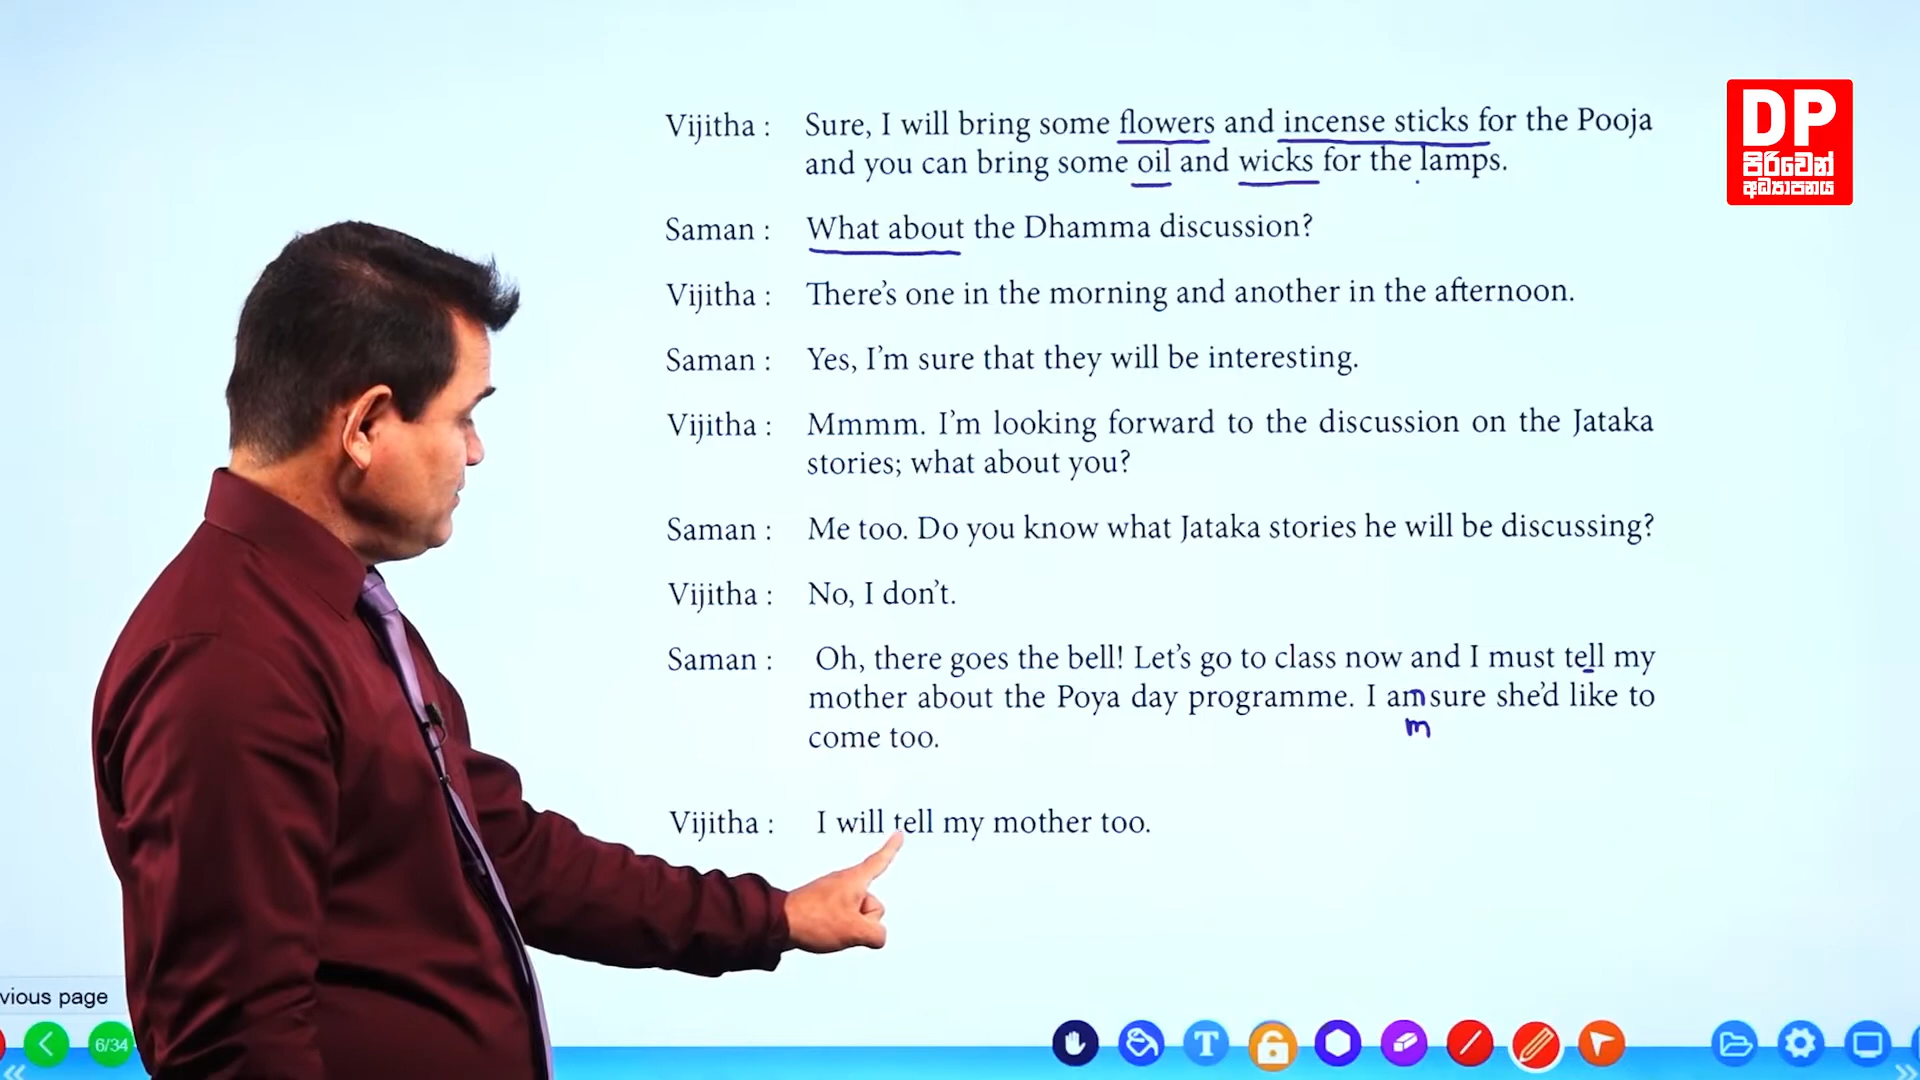 DP
පිරිවෙන්
අධ්‍යාපනය
Vijitha : Sure, I will bring some flowers and incense sticks for the Pooja
and you can bring some oil and wicks for the lamps.
Saman : What about the Dhamma discussion?
Vijitha : There's one in the morning and another in the afternoon.
Saman : Yes, I'm sure that they will be interesting.
Vijitha : Mmmm. I'm looking forward to the discussion on the Jataka
stories; what about you?
Saman : Me too. Do you know what Jataka stories he will be discussing?
Vijitha : No, I don't.
Saman : Oh, there goes the bell! Let's go to class now and I must tell my
mother about the Poya day programme. I am sure she'd like to
m
come too.
Vijitha : I will tell my mother too.
vious page
6/34
T